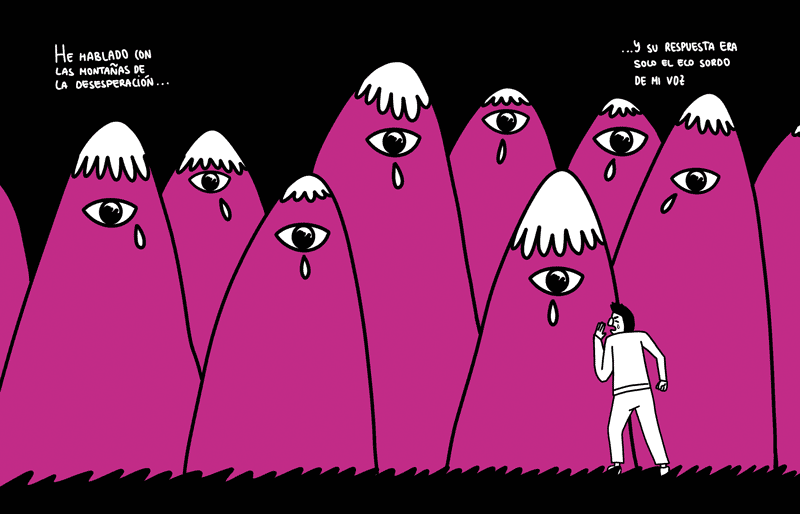 HE HABLADO CON
LAS MONTAÑAS DE
LA DESESPERACIÓN...
...Y SU RESPUESTA ERA
SOLO EL ECO SORDO
DE MI VOZ